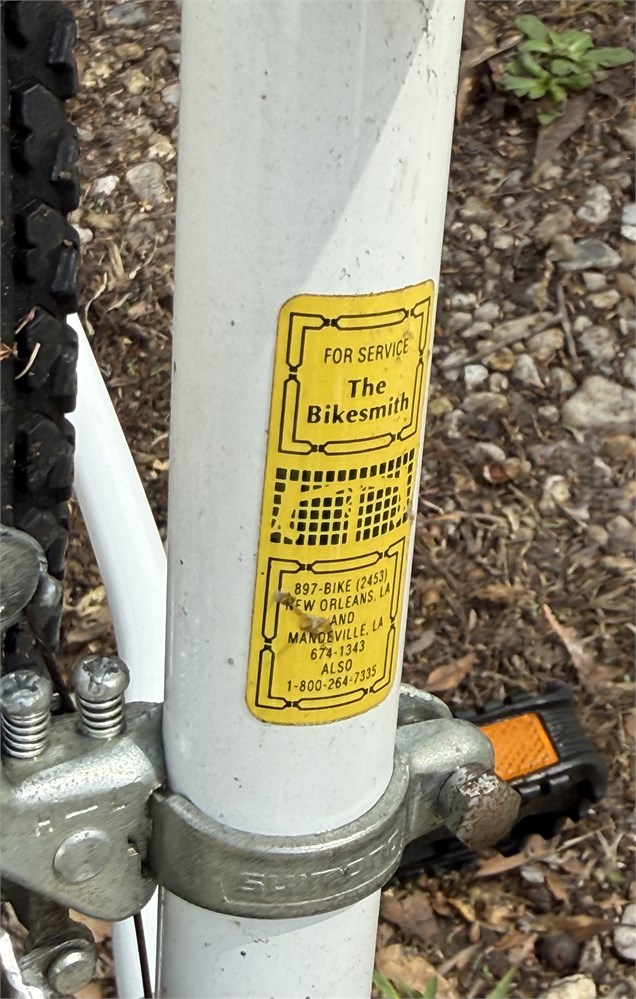 FOR SERVICE
The
Bikesmith
897-BIKE (2453)
NEW ORLEANS, LA
AND
MANDEVILLE, LA
674-1343
ALSO
1-800-264-7335
SHIMANO